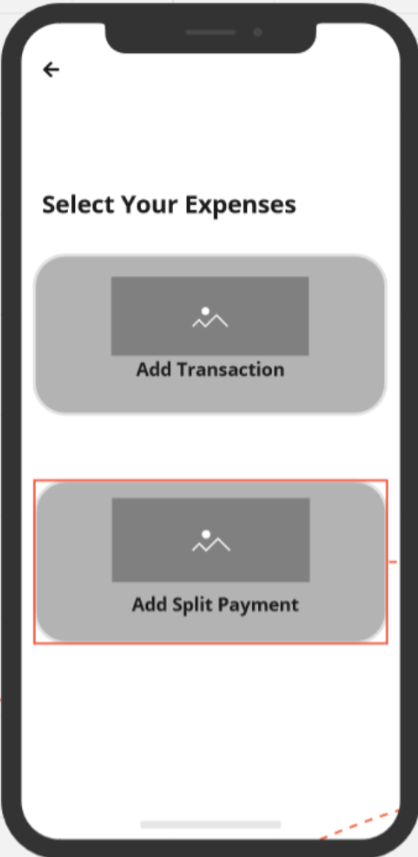 Select Your Expenses
Add Transaction
Add Split Payment